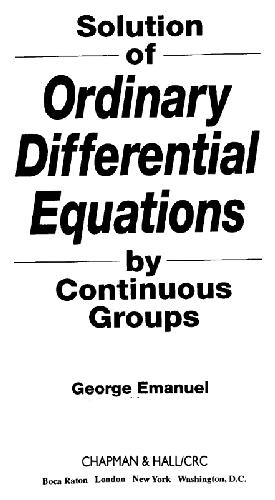 Solution
of
Ordinary
Differential
Equations
by
Continuous
Groups
George Emanuel
CHAPMAN & HALL/CRC
Boca Raton London New York Washington, D.C.